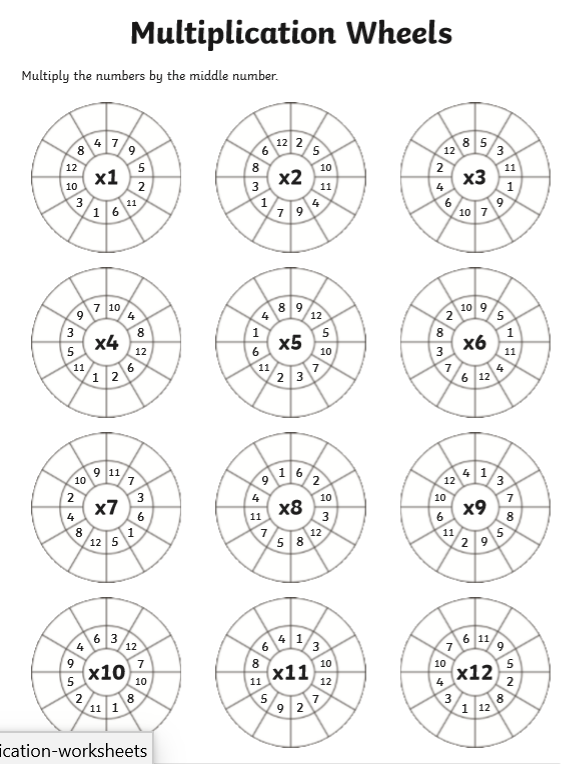 Multiplication Wheels
Multiply the numbers by the middle number.
x1
7 9 5 2 11 6 1 3 10 12 8 4
x2
2 5 10 11 4 9 7 1 3 8 6 12
x3
5 3 11 1 9 7 10 6 4 2 12 8
x4
10 4 8 12 6 2 1 11 5 3 9 7
x5
9 12 5 10 7 3 2 11 6 1 4 8
x6
9 5 1 11 4 12 6 7 3 8 2 10
x7
11 7 3 6 1 5 12 8 4 2 10 9
x8
6 2 10 3 12 8 5 7 11 4 9 1
x9
1 3 7 8 5 9 2 11 6 10 12 4
x10
3 12 7 10 8 1 11 2 5 9 4 6
x11
1 3 10 12 7 2 9 5 11 8 6 4
x12
11 9 5 2 8 12 1 3 4 10 7 6
ication-worksheets